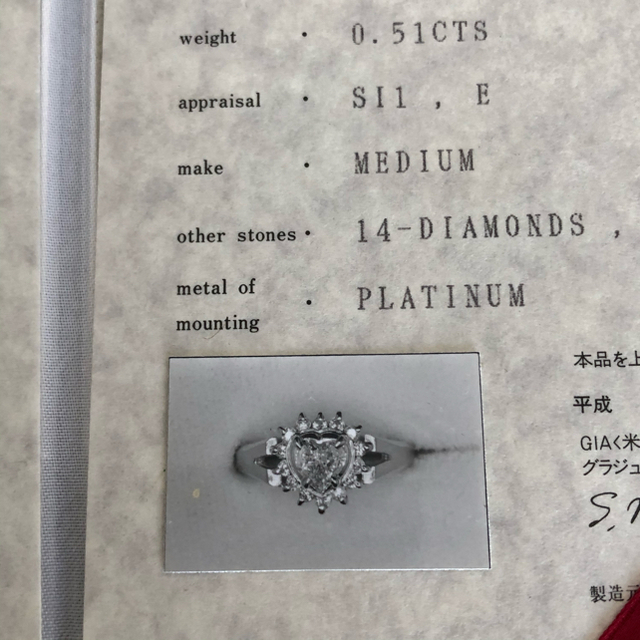 weight · 0.51CTS
appraisal · SI1 , E
make · MEDIUM
other stones · 14-DIAMONDS ,
metal of
mounting · PLATINUM
本品を上
平成
GIA<米
グラジュ
S.
製造元